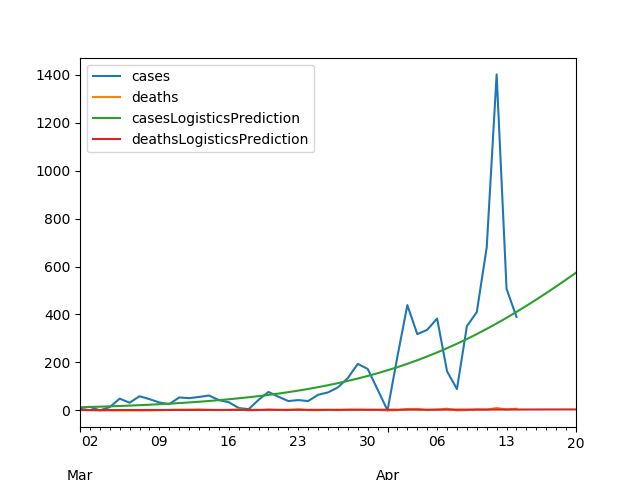 1400
1200
1000
800
600
400
200
0
cases
deaths
casesLogisticsPrediction
deathsLogisticsPrediction
02 09 16 23 30 06 13 20
Mar Apr